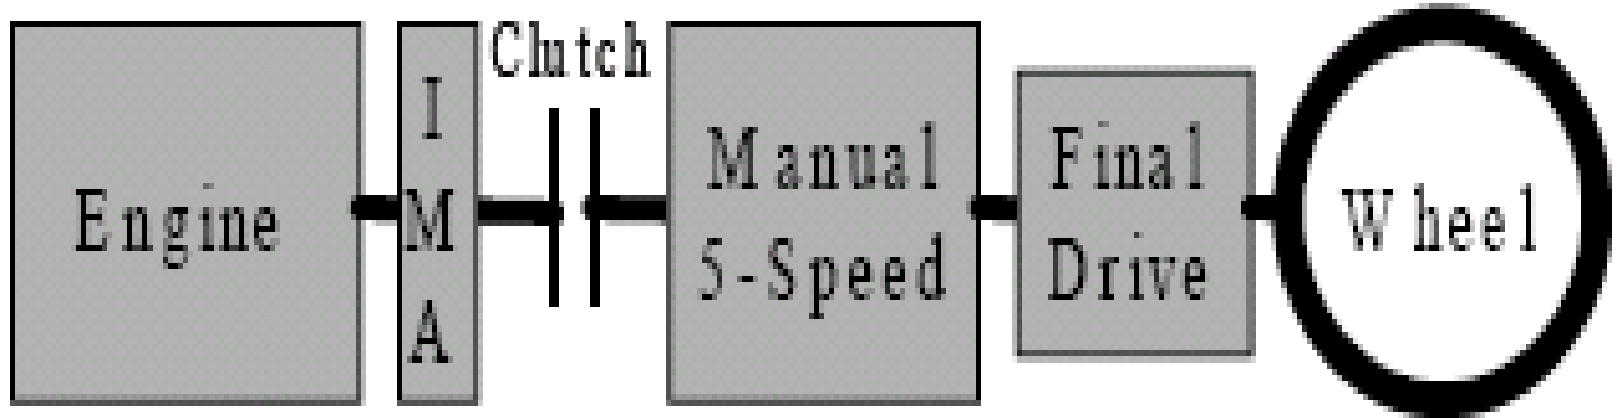 Engine
I
M
A
Clutch
Manual
5-Speed
Final
Drive
Wheel